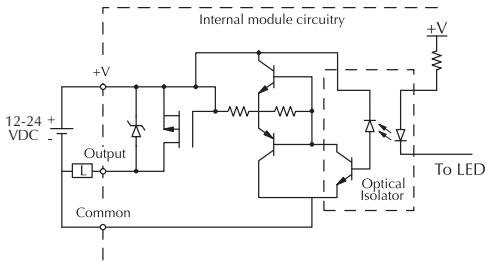 Internal module circuitry
+V
+V
12-24 +
VDC -
Output
L
To LED
Optical
Isolator
Common